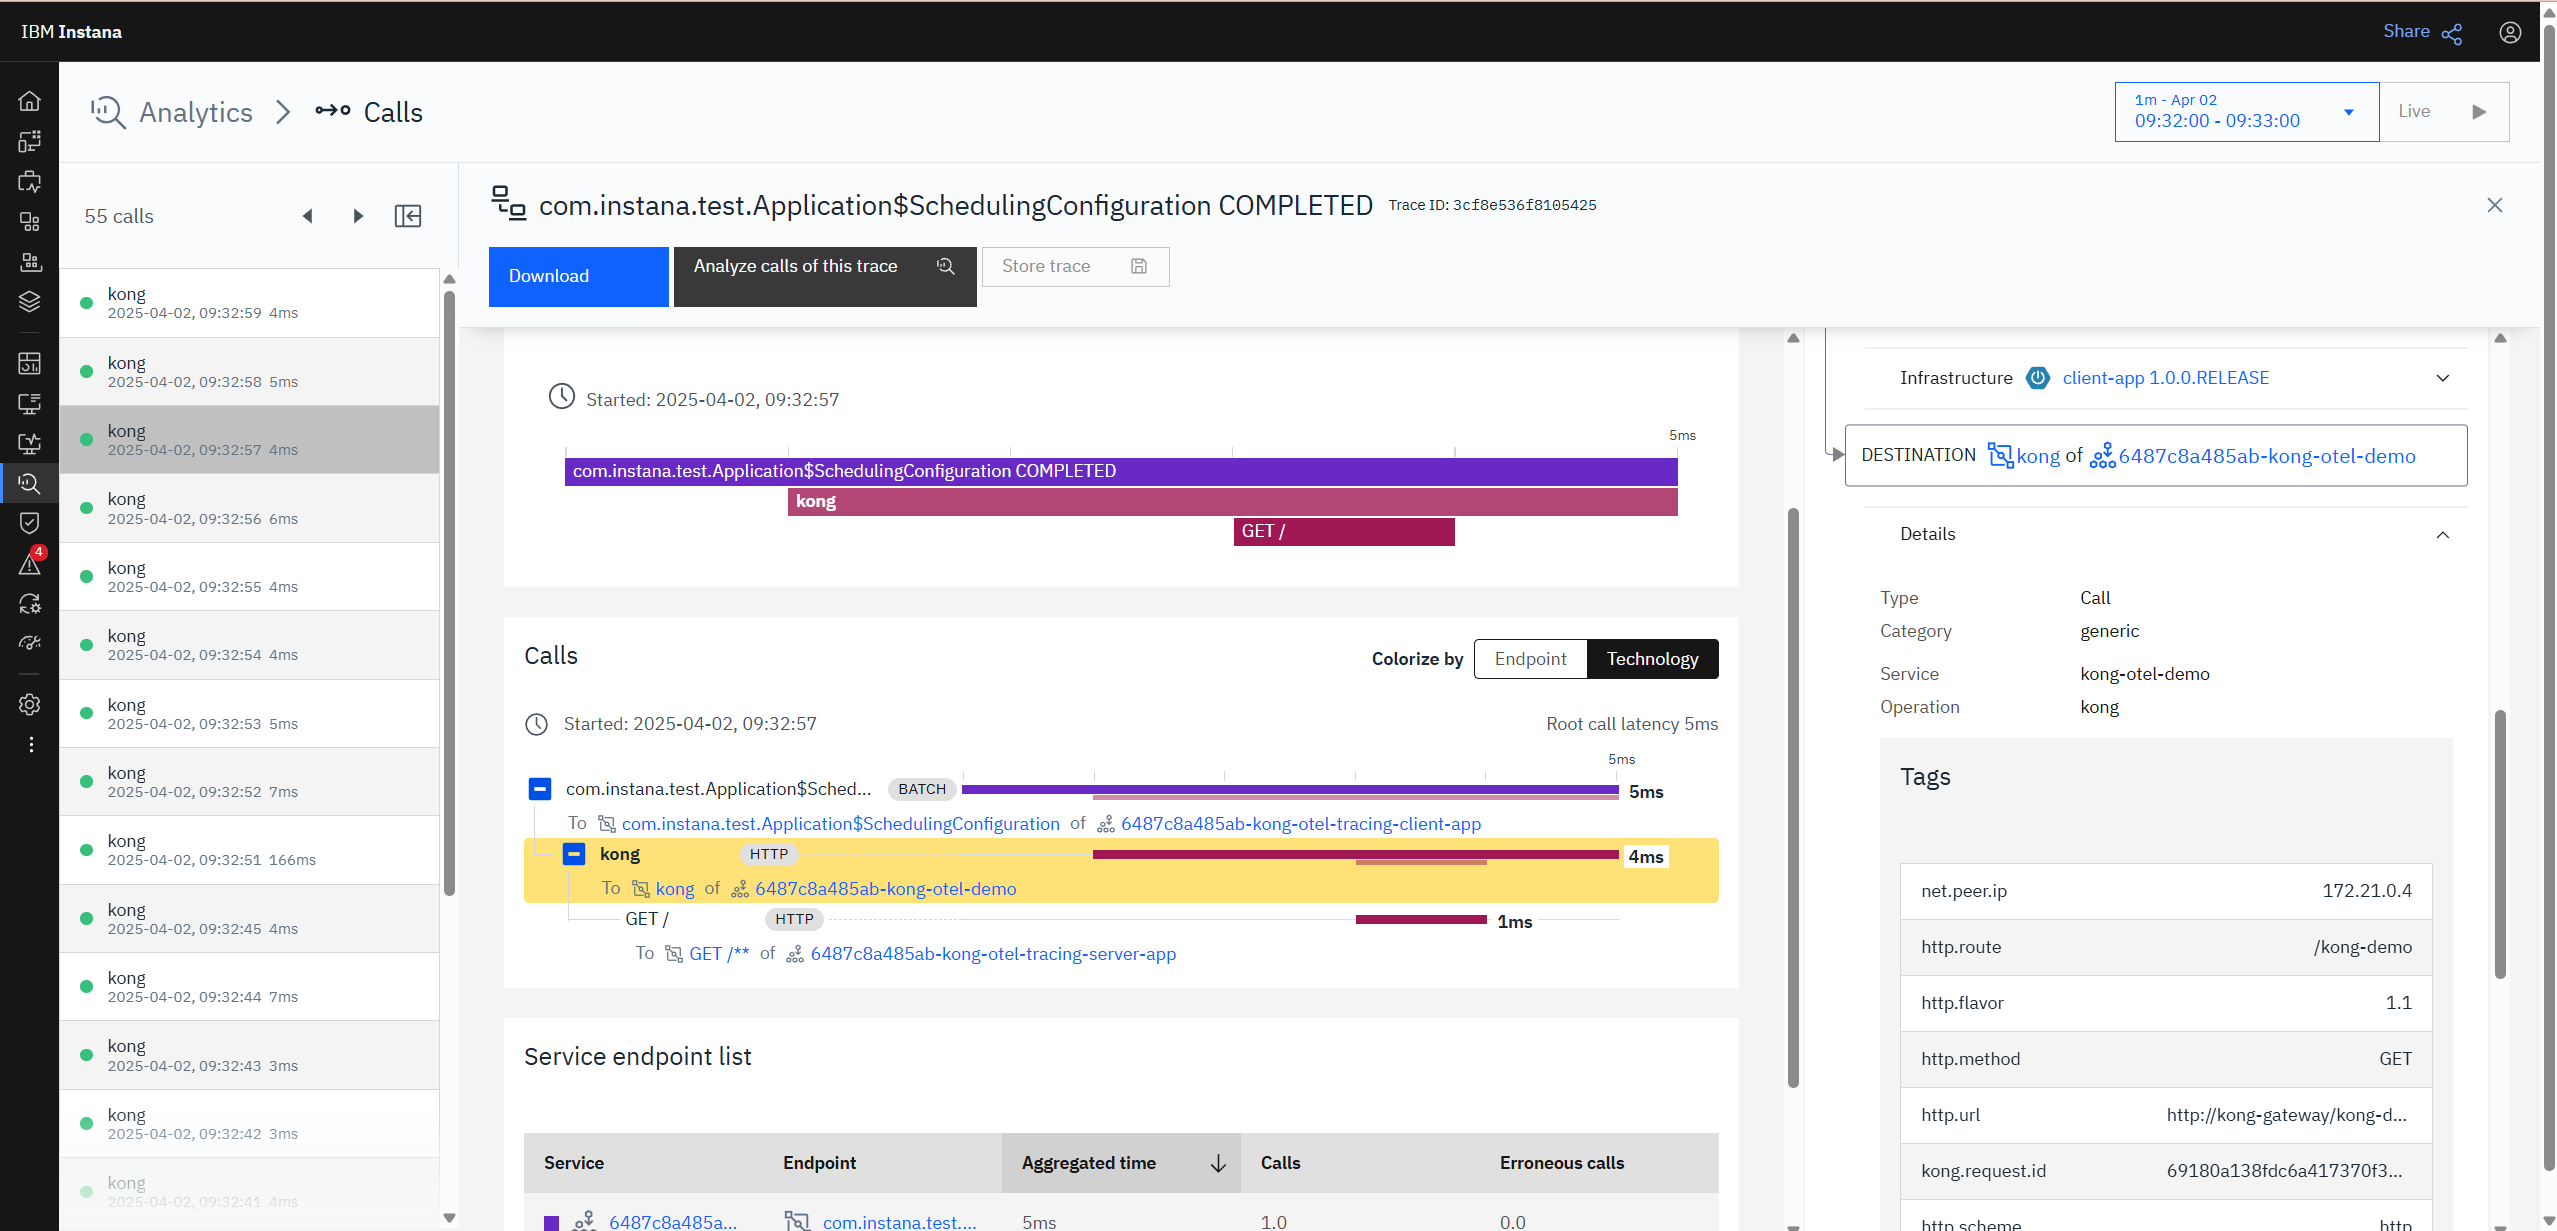 IBM Instana
Share
Analytics
Calls
1m - Apr 02
09:32:00 - 09:33:00
Live
55 calls
kong
2025-04-02, 09:32:59 4ms
kong
2025-04-02, 09:32:58 5ms
kong
2025-04-02, 09:32:57 4ms
kong
2025-04-02, 09:32:56 6ms
kong
2025-04-02, 09:32:55 4ms
kong
2025-04-02, 09:32:54 4ms
kong
2025-04-02, 09:32:53 5ms
kong
2025-04-02, 09:32:52 7ms
kong
2025-04-02, 09:32:51 166ms
kong
2025-04-02, 09:32:45 4ms
kong
2025-04-02, 09:32:44 7ms
kong
2025-04-02, 09:32:43 3ms
kong
2025-04-02, 09:32:42 3ms
kong
2025-04-02, 09:32:41 4ms
4
com.instana.test.Application$SchedulingConfiguration COMPLETED Trace ID: 3cf8e536f8105425
Download
Analyze calls of this trace
Store trace
Started: 2025-04-02, 09:32:57
5ms
com.instana.test.Application$SchedulingConfiguration COMPLETED
kong
GET /
Calls
Colorize by Endpoint Technology
Started: 2025-04-02, 09:32:57
Root call latency 5ms
5ms
com.instana.test.Application$Sched... BATCH 5ms
To com.instana.test.Application$SchedulingConfiguration of 6487c8a485ab-kong-otel-tracing-client-app
kong HTTP 4ms
To kong of 6487c8a485ab-kong-otel-demo
GET / HTTP 1ms
To GET /** of 6487c8a485ab-kong-otel-tracing-server-app
Service endpoint list
Service Endpoint Aggregated time Calls Erroneous calls
6487c8a485a... com.instana.test.... 5ms 1.0 0.0
Infrastructure client-app 1.0.0.RELEASE
DESTINATION kong of 6487c8a485ab-kong-otel-demo
Details
Type Call
Category generic
Service kong-otel-demo
Operation kong
Tags
net.peer.ip 172.21.0.4
http.route /kong-demo
http.flavor 1.1
http.method GET
http.url http://kong-gateway/kong-d...
kong.request.id 69180a138fdc6a417370f3...
http.scheme http